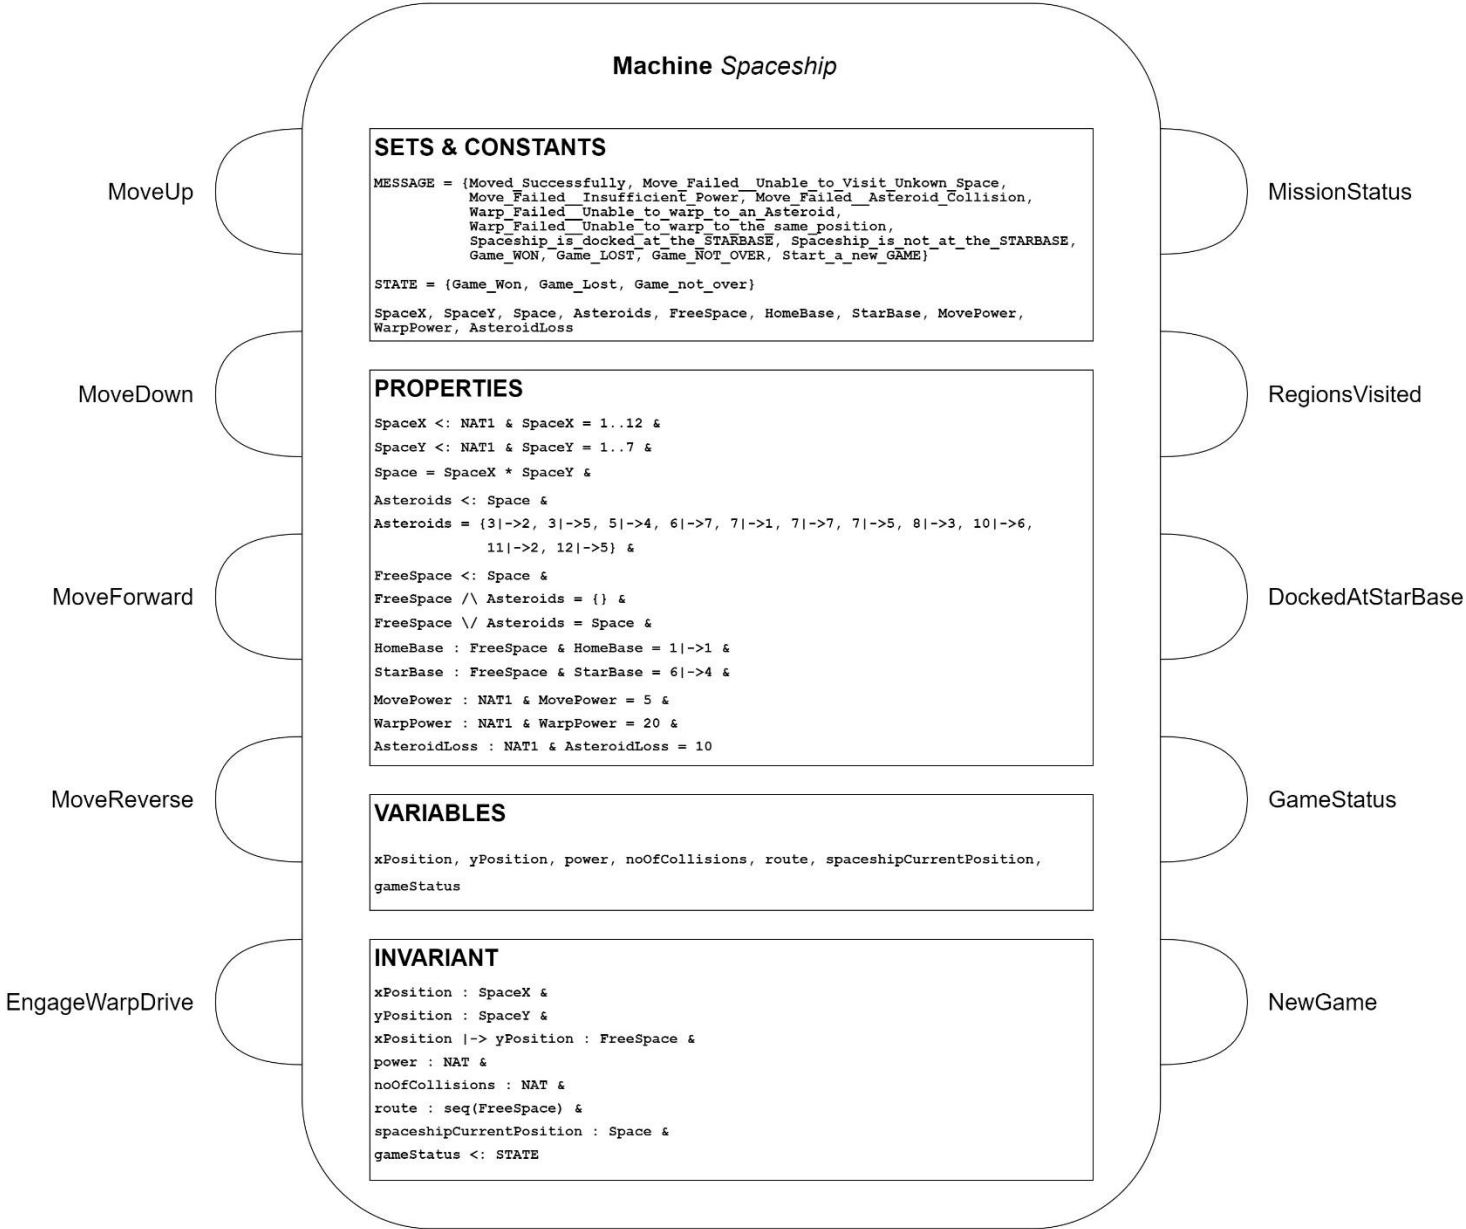 Machine Spaceship
MoveUp
MoveDown
MoveForward
MoveReverse
EngageWarpDrive
SETS & CONSTANTS
MESSAGE = {Moved_Successfully, Move_Failed__Unable_to_Visit_Unkown_Space,
Move_Failed__Insufficient_Power, Move_Failed__Asteroid_Collision,
Warp_Failed__Unable_to_warp_to_an_Asteroid,
Warp_Failed__Unable_to_warp_to_the_same_position,
Spaceship_is_docked_at_the_STARBASE, Spaceship_is_not_at_the_STARBASE,
Game_WON, Game_LOST, Game_NOT_OVER, Start_a_new_GAME}
STATE = {Game_Won, Game_Lost, Game_not_over}
SpaceX, SpaceY, Space, Asteroids, FreeSpace, HomeBase, StarBase, MovePower,
WarpPower, AsteroidLoss
PROPERTIES
SpaceX <: NAT1 & SpaceX = 1..12 &
SpaceY <: NAT1 & SpaceY = 1..7 &
Space = SpaceX * SpaceY &
Asteroids <: Space &
Asteroids = {3|->2, 3|->5, 5|->4, 6|->7, 7|->1, 7|->7, 7|->5, 8|->3, 10|->6,
11|->2, 12|->5} &
FreeSpace <: Space &
FreeSpace /\ Asteroids = {} &
FreeSpace \/ Asteroids = Space &
HomeBase : FreeSpace & HomeBase = 1|->1 &
StarBase : FreeSpace & StarBase = 6|->4 &
MovePower : NAT1 & MovePower = 5 &
WarpPower : NAT1 & WarpPower = 20 &
AsteroidLoss : NAT1 & AsteroidLoss = 10
VARIABLES
xPosition, yPosition, power, noOfCollisions, route, spaceshipCurrentPosition,
gameStatus
INVARIANT
xPosition : SpaceX &
yPosition : SpaceY &
xPosition |-> yPosition : FreeSpace &
power : NAT &
noOfCollisions : NAT &
route : seq(FreeSpace) &
spaceshipCurrentPosition : Space &
gameStatus <: STATE
MissionStatus
RegionsVisited
DockedAtStarBase
GameStatus
NewGame